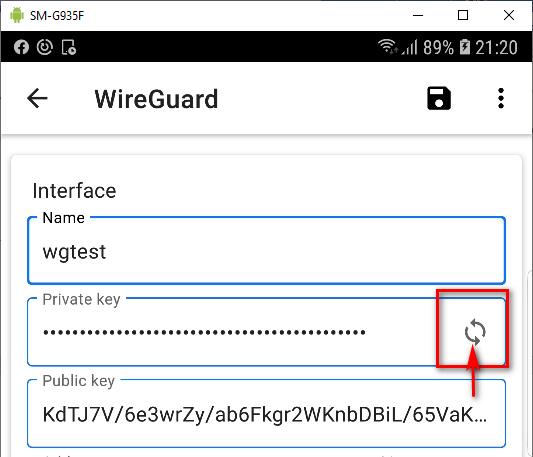 SM-G935F
89% 21:20
WireGuard
Interface
Name
wgtest
Private key
••••••••••••••••••••••••••••••••••••••••••••
Public key
KdTJ7V/6e3wrZy/ab6Fkgr2WKnbDBiL/65VaK...